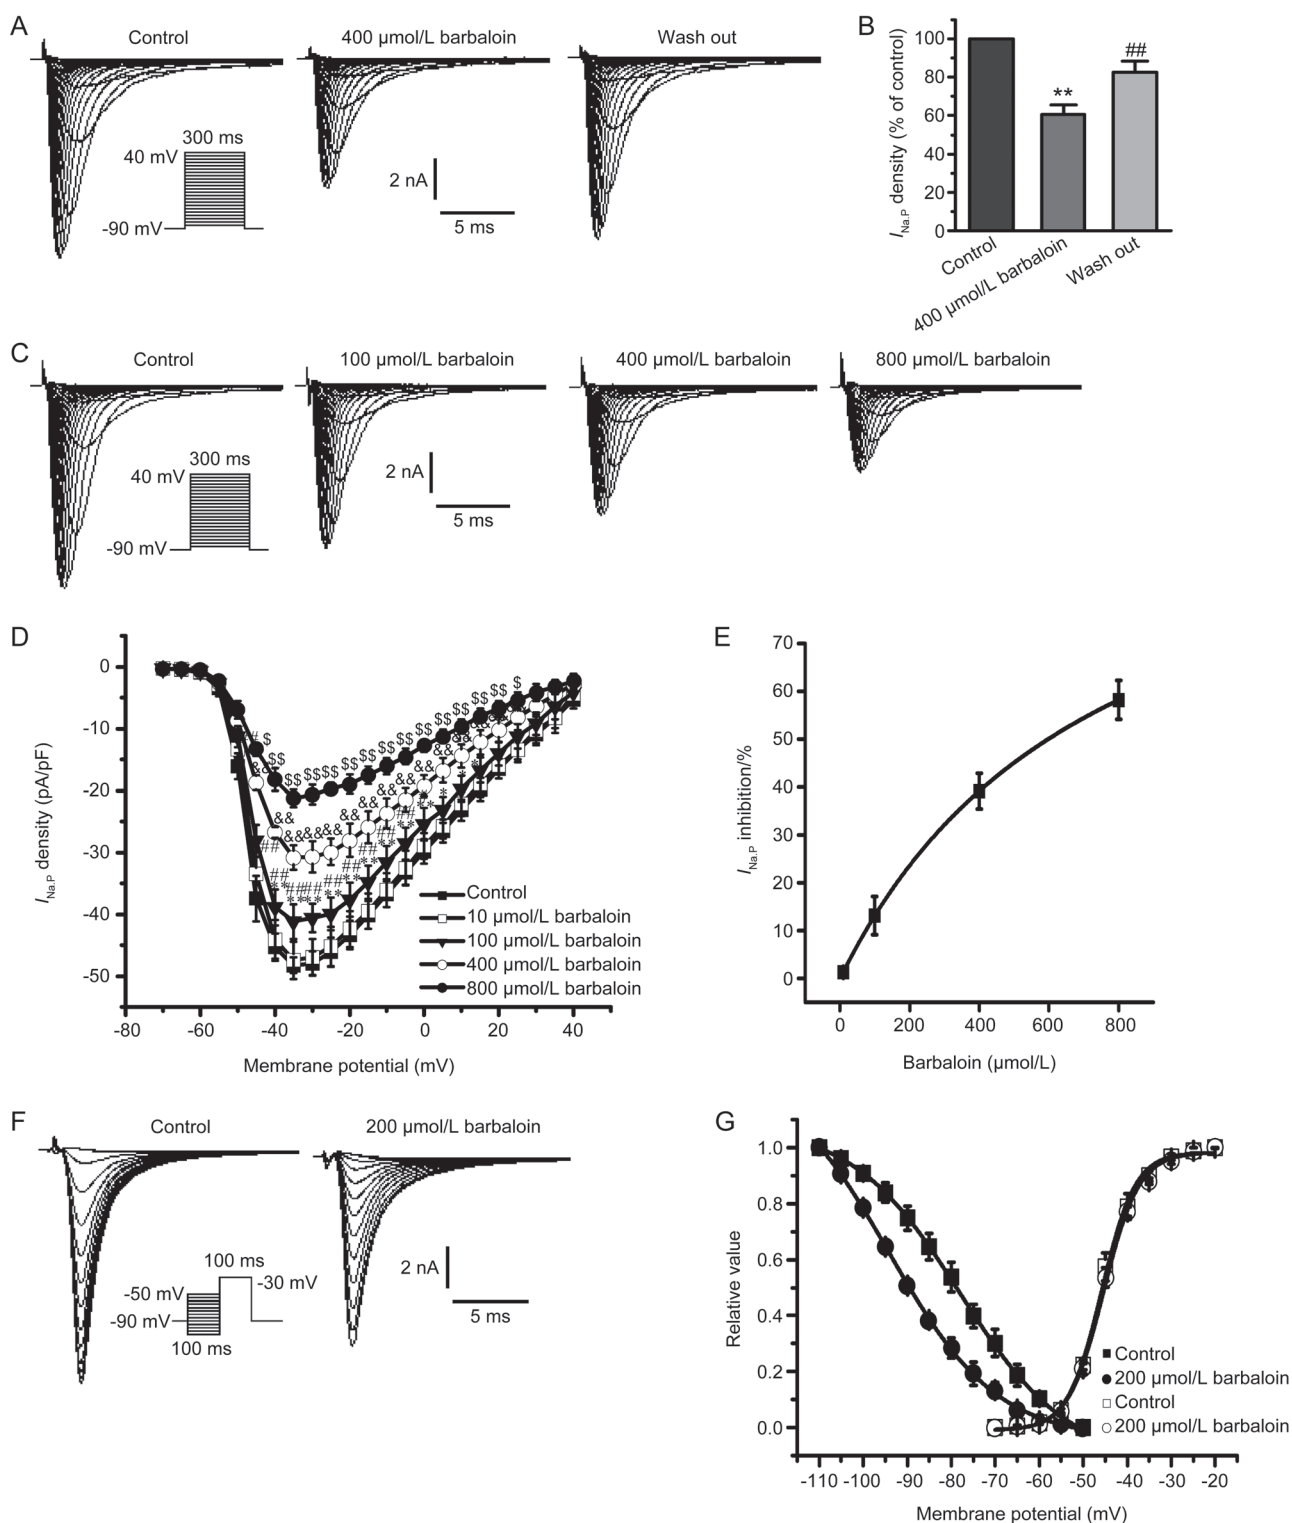 A
Control
400 µmol/L barbaloin
Wash out
300 ms
40 mV
-90 mV
2 nA
5 ms
B
I Na.P density (% of control)
100
80
60
40
20
0
**
##
Control
400 µmol/L barbaloin
Wash out
C
Control
100 µmol/L barbaloin
400 µmol/L barbaloin
800 µmol/L barbaloin
300 ms
40 mV
-90 mV
2 nA
5 ms
D
I Na.P density (pA/pF)
0
-10
-20
-30
-40
-50
-80 -60 -40 -20 0 20 40
Membrane potential (mV)
Control
10 µmol/L barbaloin
100 µmol/L barbaloin
400 µmol/L barbaloin
800 µmol/L barbaloin
E
I Na.P inhibition/%
70
60
50
40
30
20
10
0
0 200 400 600 800
Barbaloin (µmol/L)
F
Control
200 µmol/L barbaloin
100 ms
-50 mV
-30 mV
-90 mV
100 ms
2 nA
5 ms
G
Relative value
1.0
0.8
0.6
0.4
0.2
0.0
-110 -100 -90 -80 -70 -60 -50 -40 -30 -20
Membrane potential (mV)
Control
200 µmol/L barbaloin
Control
200 µmol/L barbaloin